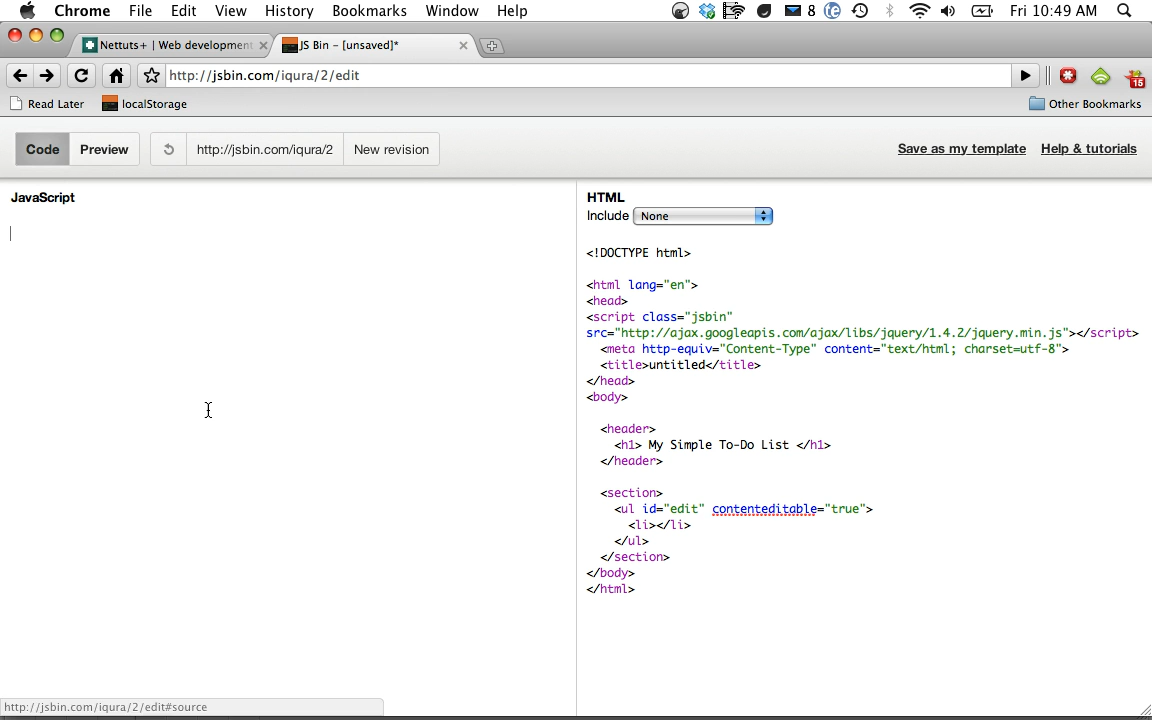 Chrome File Edit View History Bookmarks Window Help 8 Fri 10:49 AM
Nettuts+ | Web development JS Bin - [unsaved]*
http://jsbin.com/iqura/2/edit 15
Read Later localStorage Other Bookmarks
Code Preview http://jsbin.com/iqura/2 New revision Save as my template Help & tutorials
JavaScript
HTML
Include None
<!DOCTYPE html>
<html lang="en">
<head>
<script class="jsbin"
src="http://ajax.googleapis.com/ajax/libs/jquery/1.4.2/jquery.min.js"></script>
<meta http-equiv="Content-Type" content="text/html; charset=utf-8">
<title>untitled</title>
</head>
<body>
<header>
<h1> My Simple To-Do List </h1>
</header>
<section>
<ul id="edit" contenteditable="true">
<li></li>
</ul>
</section>
</body>
</html>
http://jsbin.com/iqura/2/edit#source